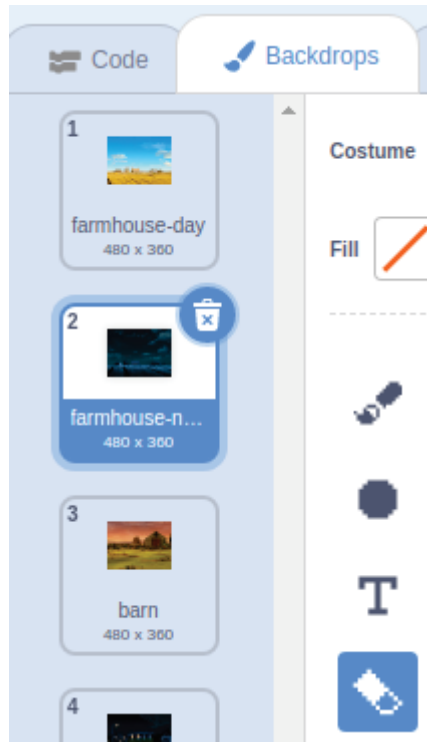 Code
Backdrops
1
farmhouse-day
480 x 360
2
farmhouse-n...
480 x 360
3
barn
480 x 360
4
Costume
Fill
T